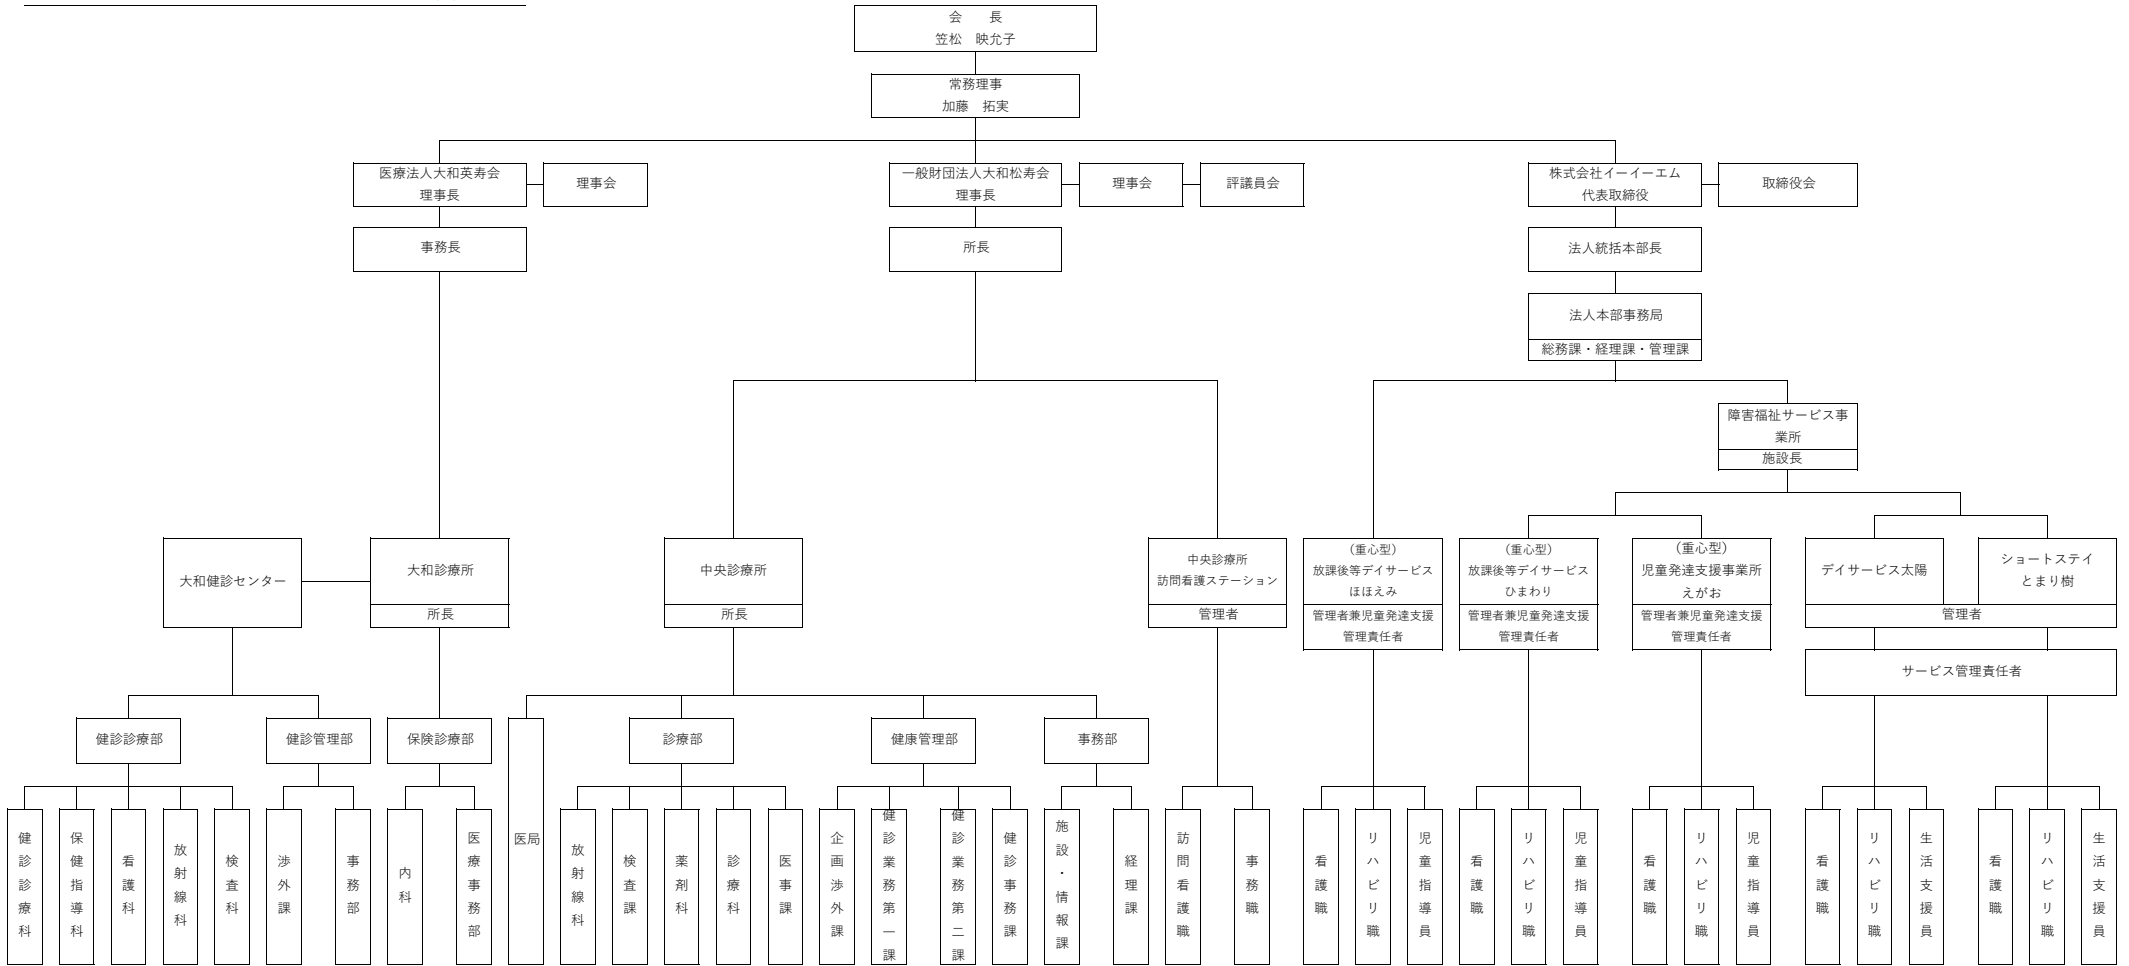 会　　長
笠松　映允子
常務理事
加藤　拓実
医療法人大和英寿会
理事長
理事会
一般財団法人大和松寿会
理事長
理事会
評議員会
株式会社イーイーエム
代表取締役
取締役会
事務長
所長
法人統括本部長
法人本部事務局
総務課・経理課・管理課
障害福祉サービス事
業所
施設長
大和健診センター
大和診療所
所長
中央診療所
所長
中央診療所
訪問看護ステーション
管理者
（重心型）
放課後等デイサービス
ほほえみ
管理者兼児童発達支援
管理責任者
（重心型）
放課後等デイサービス
ひまわり
管理者兼児童発達支援
管理責任者
（重心型）
児童発達支援事業所
えがお
管理者兼児童発達支援
管理責任者
デイサービス太陽
ショートステイ
とまり樹
管理者
サービス管理責任者
健診診療部
健診管理部
保険診療部
診療部
健康管理部
事務部
健診診療科
保健指導科
看護科
放射線科
検査科
渉外課
事務部
内科
医療事務部
医局
放射線科
検査課
薬剤科
診療科
医事課
企画渉外課
健診業務第一課
健診業務第二課
健診事務課
施設・情報課
経理課
訪問看護職
事務職
看護職
リハビリ職
児童指導員
看護職
リハビリ職
児童指導員
看護職
リハビリ職
児童指導員
看護職
リハビリ職
生活支援員
看護職
リハビリ職
生活支援員